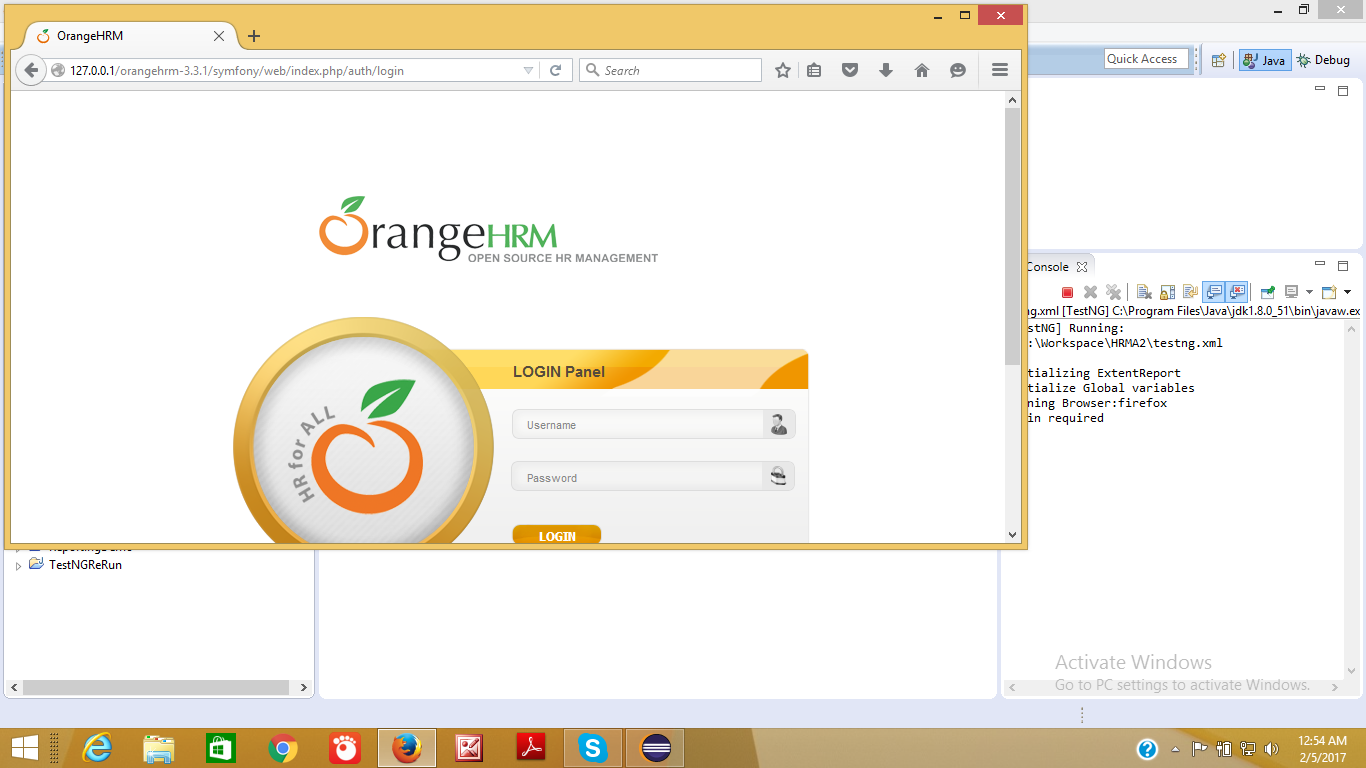 OrangeHRM
127.0.0.1/orangehrm-3.3.1/symfony/web/index.php/auth/login
Search
Quick Access
Java
Debug
OrangeHRM
OPEN SOURCE HR MANAGEMENT
HR for ALL
LOGIN Panel
Username
Password
LOGIN
Console
ng.xml [TestNG] C:\Program Files\Java\jdk1.8.0_51\bin\javaw.ex
stNG] Running:
:\Workspace\HRMA2\testng.xml
tializing ExtentReport
tialize Global variables
ning Browser:firefox
in required
TestNGReRun
Activate Windows
Go to PC settings to activate Windows.
12:54 AM
2/5/2017